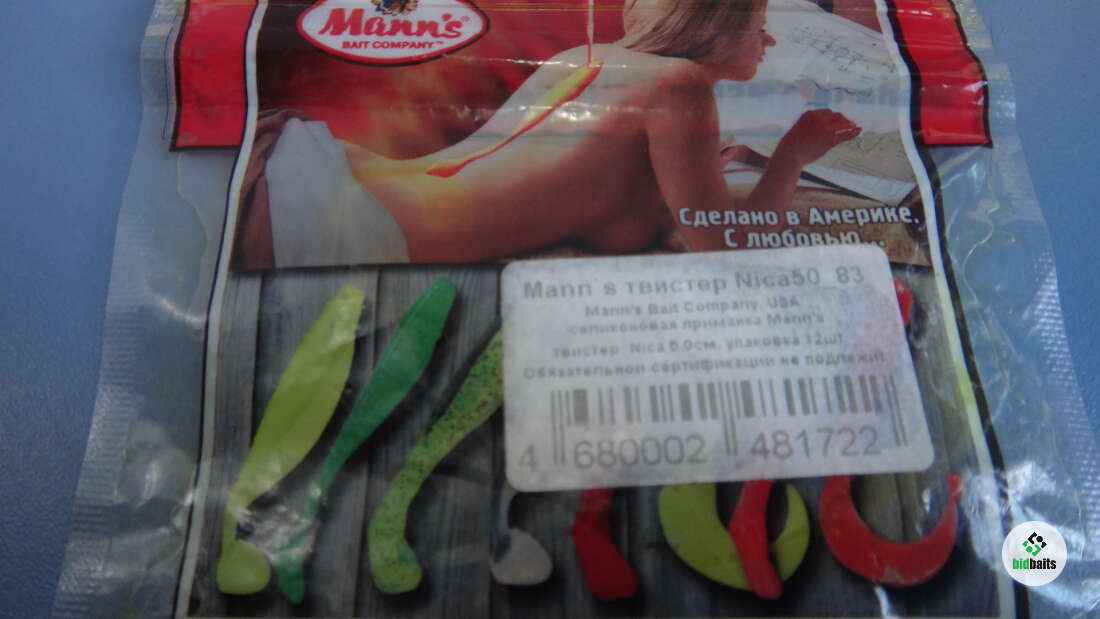 Mann's
BAIT COMPANY™
Сделано в Америке.
С любовью...
Mann`s твистер Nica50_83
Mann's Bait Company, USA
силиконовая приманка Mann's
твистер Nica 5.0см, упаковка 12шт
Обязательной сертификации не подлежит
4 680002 481722
bidbaits